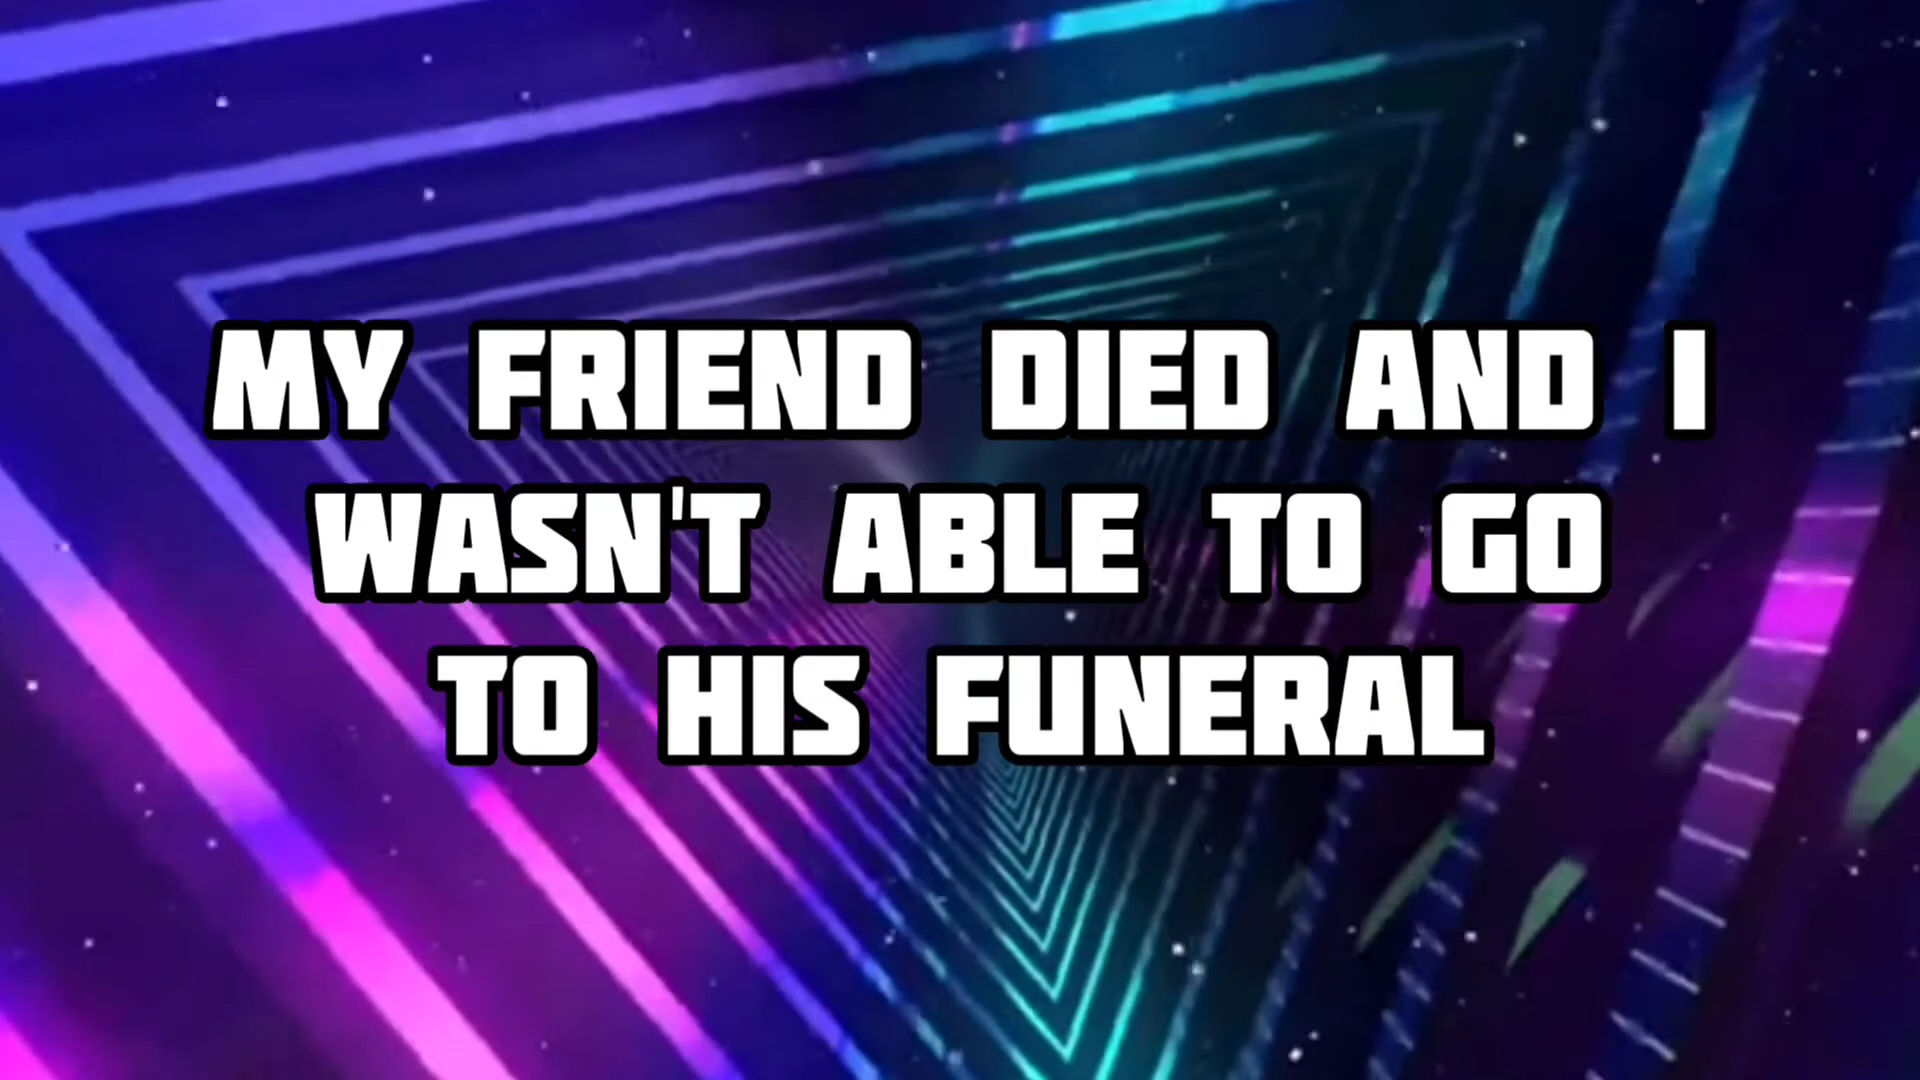 MY FRIEND DIED AND I
WASN'T ABLE TO GO
TO HIS FUNERAL